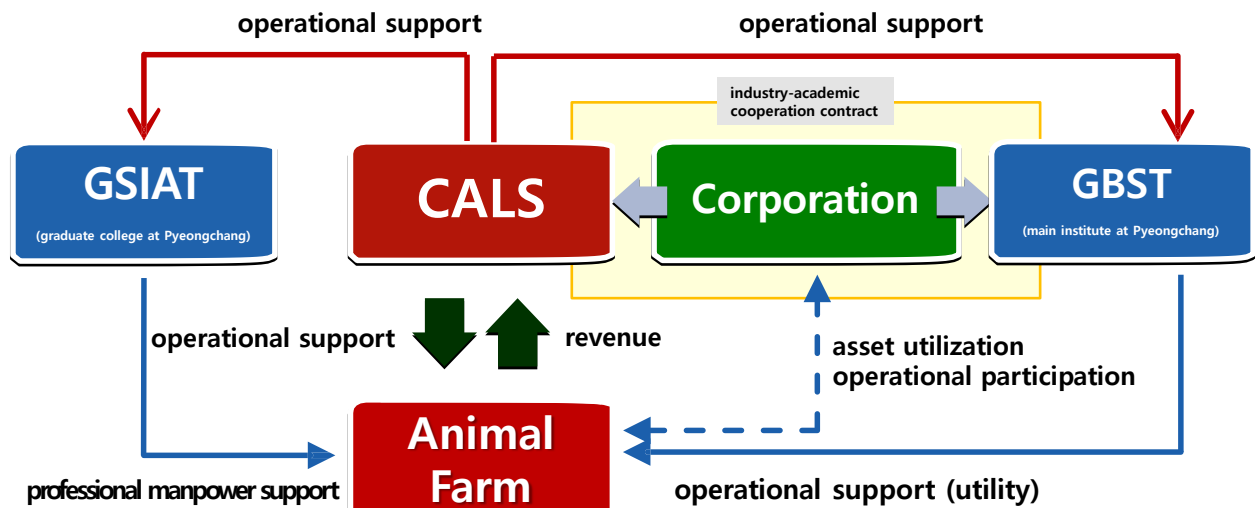 operational support
operational support
industry-academic
cooperation contract
GSIAT
(graduate college at Pyeongchang)
CALS
Corporation
GBST
(main institute at Pyeongchang)
operational support
revenue
asset utilization
operational participation
Animal
Farm
professional manpower support
operational support (utility)